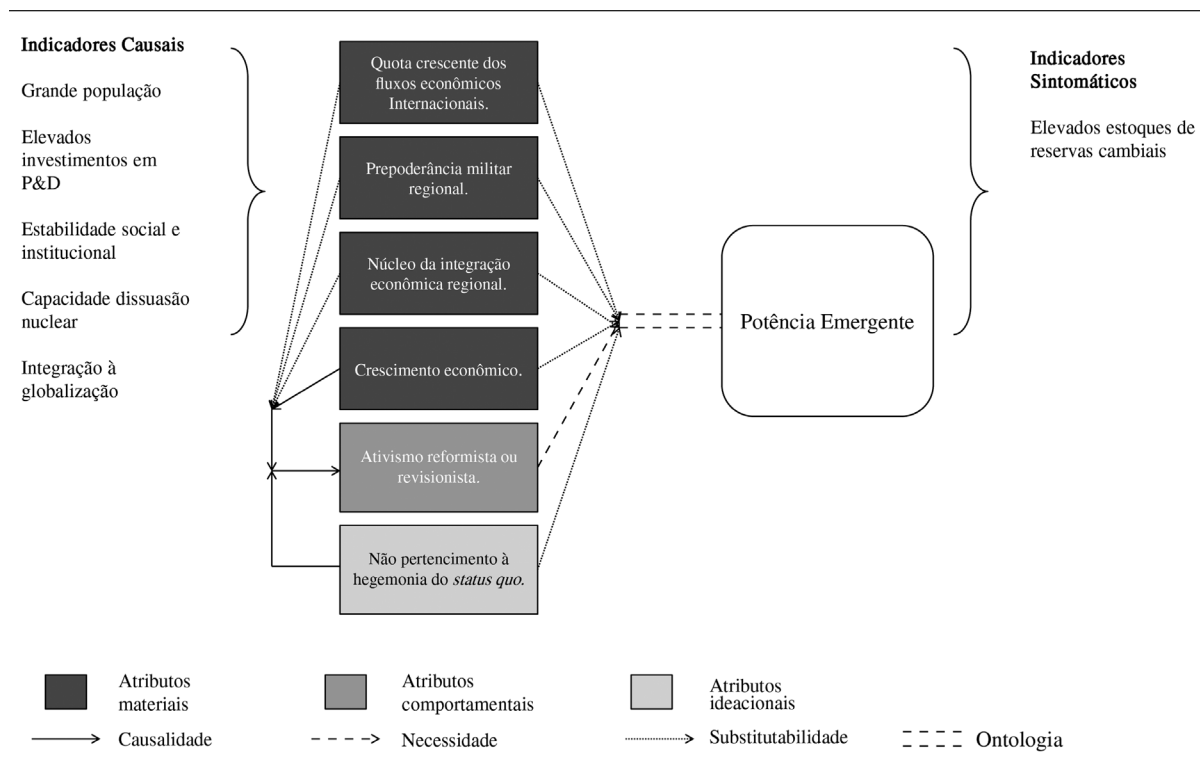 Indicadores Causais
Grande população
Elevados
investimentos em
P&D
Estabilidade social e
institucional
Capacidade dissuasão
nuclear
Integração à
globalização
Quota crescente dos
fluxos econômicos
Internacionais.
Prepoderância militar
regional.
Núcleo da integração
econômica regional.
Crescimento econômico.
Ativismo reformista ou
revisionista.
Não pertencimento à
hegemonia do status quo.
Potência Emergente
Indicadores
Sintomáticos
Elevados estoques de
reservas cambiais
Atributos
materiais
Atributos
comportamentais
Atributos
ideacionais
Causalidade
Necessidade
Substitutabilidade
Ontologia